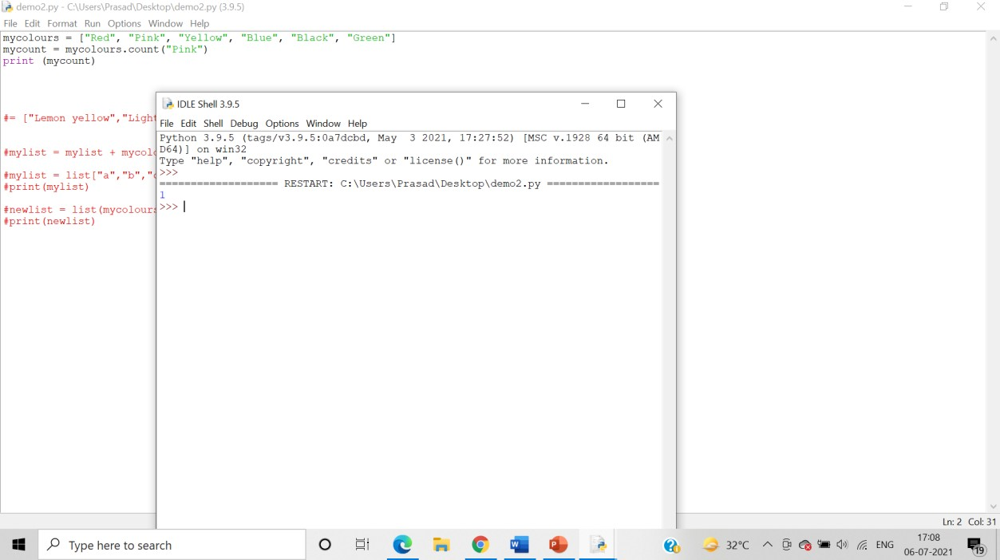 demo2.py - C:\Users\Prasad\Desktop\demo2.py (3.9.5)
File Edit Format Run Options Window Help
mycolours = ["Red", "Pink", "Yellow", "Blue", "Black", "Green"]
mycount = mycolours.count("Pink")
print (mycount)
#= ["Lemon yellow","Light
#mylist = mylist + mycolo
#mylist = list["a","b","c
#print(mylist)
#newlist = list(mycolours
#print(newlist)
IDLE Shell 3.9.5
File Edit Shell Debug Options Window Help
Python 3.9.5 (tags/v3.9.5:0a7dcbd, May  3 2021, 17:27:52) [MSC v.1928 64 bit (AM
D64)] on win32
Type "help", "copyright", "credits" or "license()" for more information.
>>>
=================== RESTART: C:\Users\Prasad\Desktop\demo2.py ==================
1
>>>
Ln: 2 Col: 31
Type here to search
32°C
ENG
17:08
06-07-2021
19